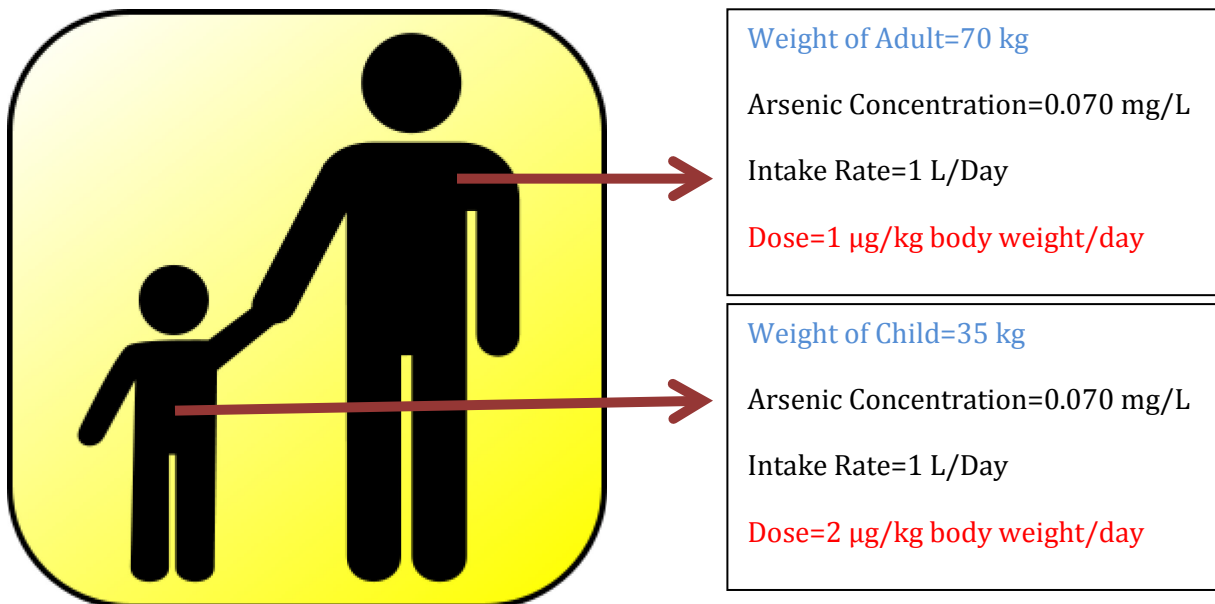 Weight of Adult=70 kg
Arsenic Concentration=0.070 mg/L
Intake Rate=1 L/Day
Dose=1 μg/kg body weight/day
Weight of Child=35 kg
Arsenic Concentration=0.070 mg/L
Intake Rate=1 L/Day
Dose=2 μg/kg body weight/day